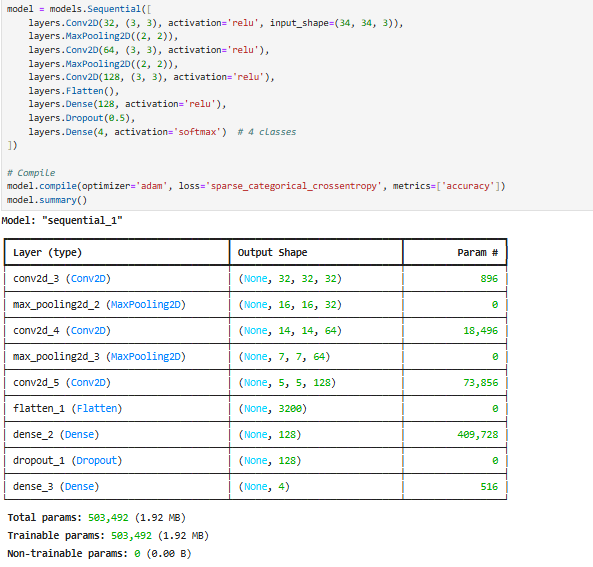 model = models.Sequential([
    layers.Conv2D(32, (3, 3), activation='relu', input_shape=(34, 34, 3)),
    layers.MaxPooling2D((2, 2)),
    layers.Conv2D(64, (3, 3), activation='relu'),
    layers.MaxPooling2D((2, 2)),
    layers.Conv2D(128, (3, 3), activation='relu'),
    layers.Flatten(),
    layers.Dense(128, activation='relu'),
    layers.Dropout(0.5),
    layers.Dense(4, activation='softmax')  # 4 classes
])
# Compile
model.compile(optimizer='adam', loss='sparse_categorical_crossentropy', metrics=['accuracy'])
model.summary()
Model: "sequential_1"
Layer (type) Output Shape Param #
conv2d_3 (Conv2D) (None, 32, 32, 32) 896
max_pooling2d_2 (MaxPooling2D) (None, 16, 16, 32) 0
conv2d_4 (Conv2D) (None, 14, 14, 64) 18,496
max_pooling2d_3 (MaxPooling2D) (None, 7, 7, 64) 0
conv2d_5 (Conv2D) (None, 5, 5, 128) 73,856
flatten_1 (Flatten) (None, 3200) 0
dense_2 (Dense) (None, 128) 409,728
dropout_1 (Dropout) (None, 128) 0
dense_3 (Dense) (None, 4) 516
Total params: 503,492 (1.92 MB)
Trainable params: 503,492 (1.92 MB)
Non-trainable params: 0 (0.00 B)